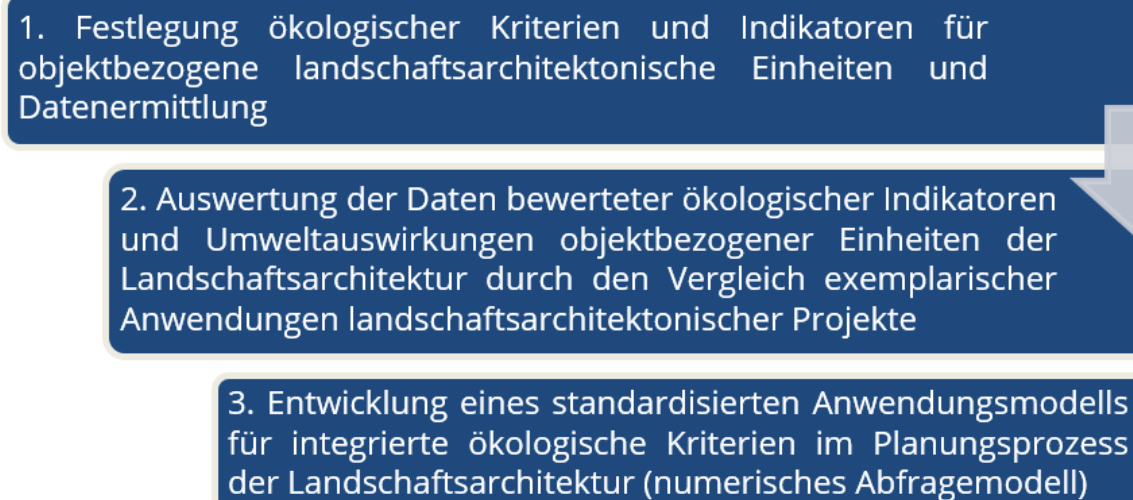 1. Festlegung ökologischer Kriterien und Indikatoren für
objektbezogene landschaftsarchitektonische Einheiten und
Datenermittlung
2. Auswertung der Daten bewerteter ökologischer Indikatoren
und Umweltauswirkungen objektbezogener Einheiten der
Landschaftsarchitektur durch den Vergleich exemplarischer
Anwendungen landschaftsarchitektonischer Projekte
3. Entwicklung eines standardisierten Anwendungsmodells
für integrierte ökologische Kriterien im Planungsprozess
der Landschaftsarchitektur (numerisches Abfragemodell)